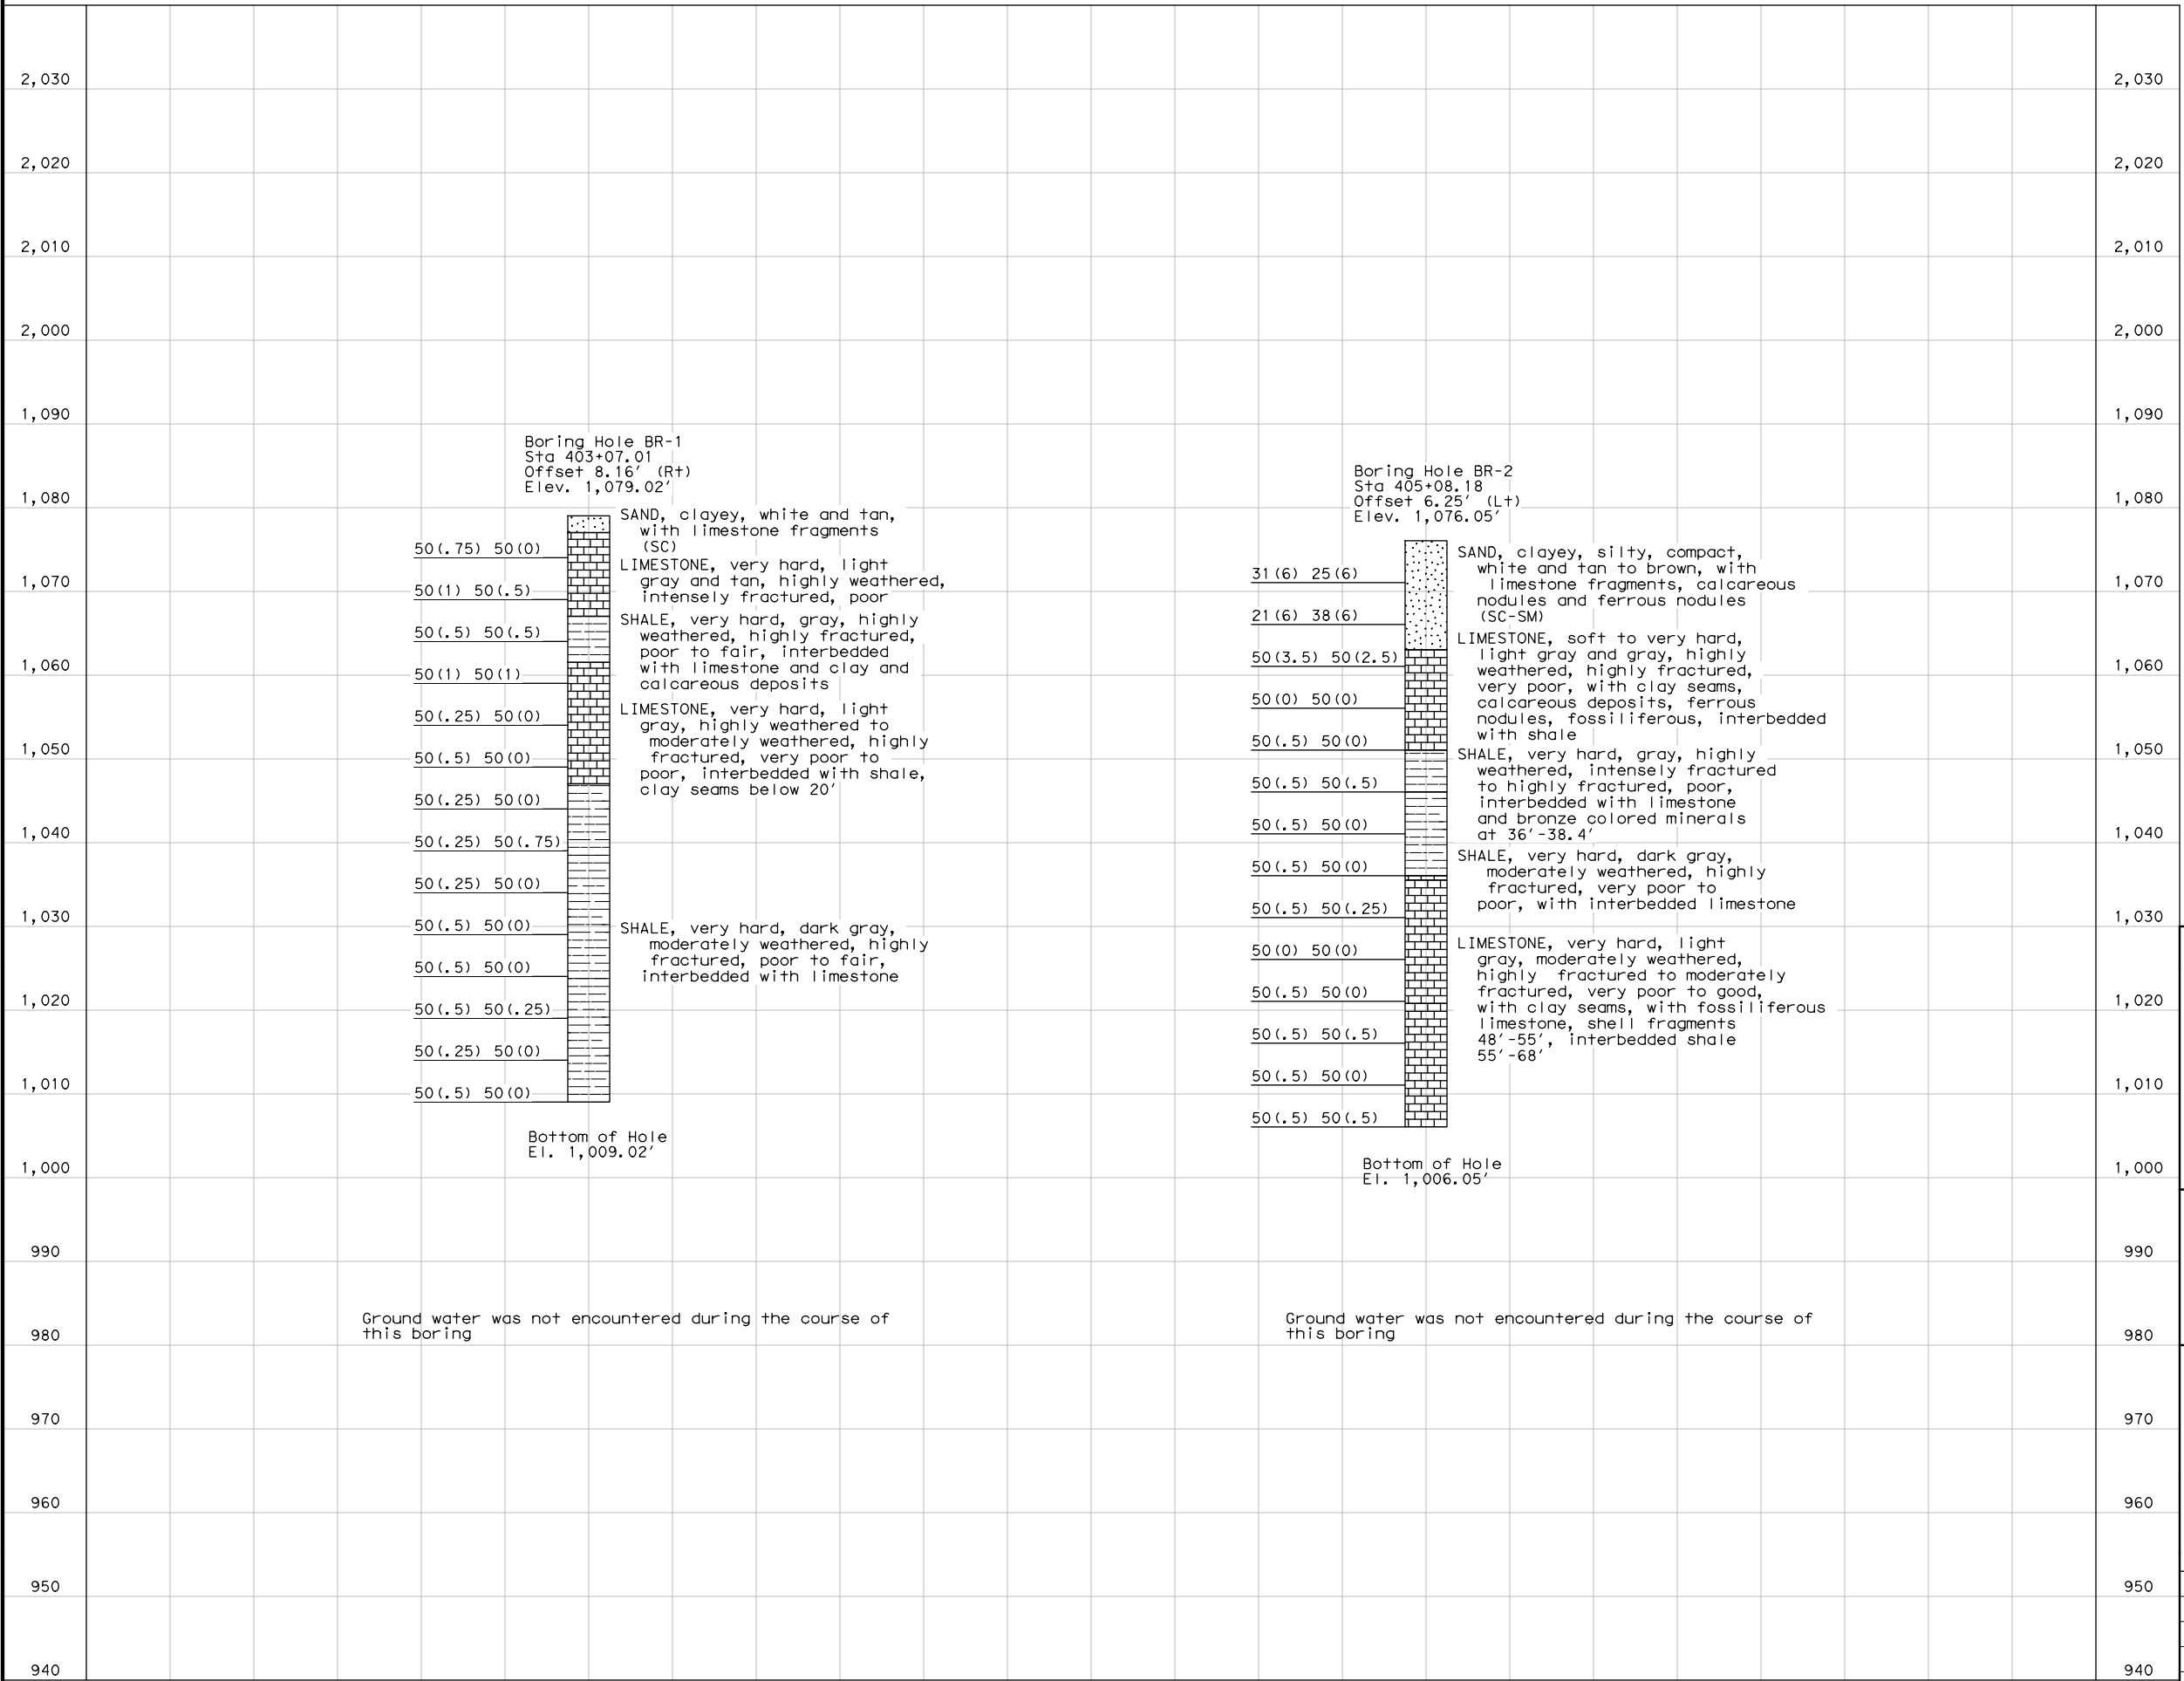 2,030
2,020
2,010
2,000
1,090
1,080
1,070
1,060
1,050
1,040
1,030
1,020
1,010
1,000
990
980
970
960
950
940
Boring Hole BR-1
Sta 403+07.01
Offset 8.16' (Rt)
Elev. 1,079.02'
50(.75) 50(0)
50(1) 50(.5)
50(.5) 50(.5)
50(1) 50(1)
50(.25) 50(0)
50(.5) 50(0)
50(.25) 50(0)
50(.25) 50(.75)
50(.25) 50(0)
50(.5) 50(0)
50(.5) 50(0)
50(.5) 50(.25)
50(.25) 50(0)
50(.5) 50(0)
SAND, clayey, white and tan,
with limestone fragments
(SC)
LIMESTONE, very hard, light
gray and tan, highly weathered,
intensely fractured, poor
SHALE, very hard, gray, highly
weathered, highly fractured,
poor to fair, interbedded
with limestone and clay and
calcareous deposits
LIMESTONE, very hard, light
gray, highly weathered to
moderately weathered, highly
fractured, very poor to
poor, interbedded with shale,
clay seams below 20'
SHALE, very hard, dark gray,
moderately weathered, highly
fractured, poor to fair,
interbedded with limestone
Bottom of Hole
El. 1,009.02'
Ground water was not encountered during the course of
this boring
Boring Hole BR-2
Sta 405+08.18
Offset 6.25' (Lt)
Elev. 1,076.05'
31(6) 25(6)
21(6) 38(6)
50(3.5) 50(2.5)
50(0) 50(0)
50(.5) 50(0)
50(.5) 50(.5)
50(.5) 50(0)
50(.5) 50(0)
50(.5) 50(.25)
50(0) 50(0)
50(.5) 50(0)
50(.5) 50(.5)
50(.5) 50(0)
50(.5) 50(.5)
SAND, clayey, silty, compact,
white and tan to brown, with
limestone fragments, calcareous
nodules and ferrous nodules
(SC-SM)
LIMESTONE, soft to very hard,
light gray and gray, highly
weathered, highly fractured,
very poor, with clay seams,
calcareous deposits, ferrous
nodules, fossiliferous, interbedded
with shale
SHALE, very hard, gray, highly
weathered, intensely fractured
to highly fractured, poor,
interbedded with limestone
and bronze colored minerals
at 36'-38.4'
SHALE, very hard, dark gray,
moderately weathered, highly
fractured, very poor to
poor, with interbedded limestone
LIMESTONE, very hard, light
gray, moderately weathered,
highly fractured to moderately
fractured, very poor to good,
with clay seams, with fossiliferous
limestone, shell fragments
48'-55', interbedded shale
55'-68'
Bottom of Hole
El. 1,006.05'
Ground water was not encountered during the course of
this boring
2,030
2,020
2,010
2,000
1,090
1,080
1,070
1,060
1,050
1,040
1,030
1,020
1,010
1,000
990
980
970
960
950
940